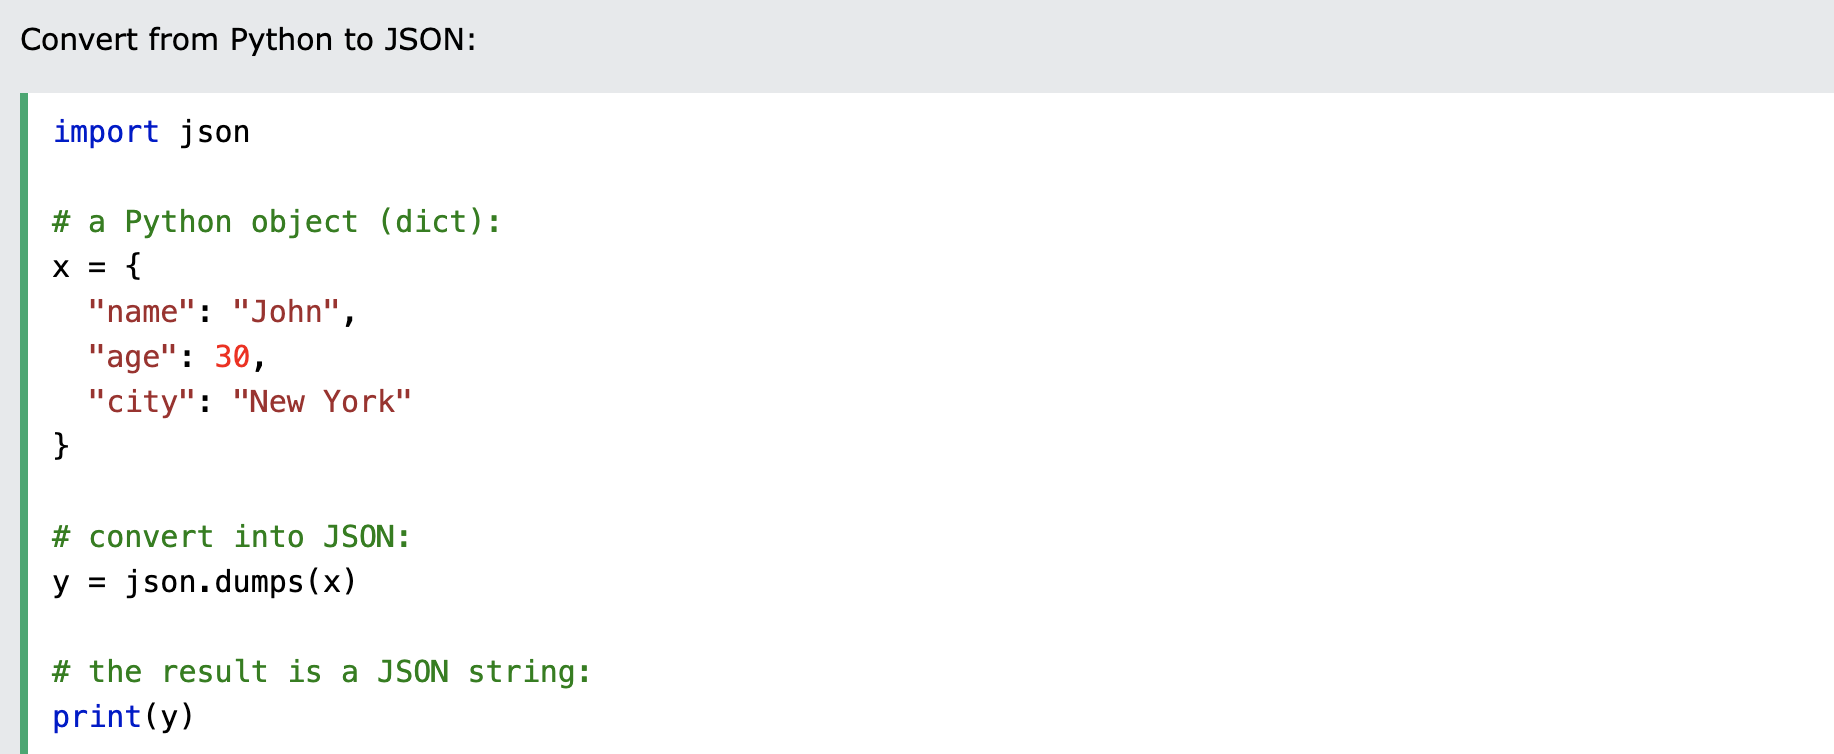 Convert from Python to JSON:
import json
# a Python object (dict):
x = {
  "name": "John",
  "age": 30,
  "city": "New York"
}
# convert into JSON:
y = json.dumps(x)
# the result is a JSON string:
print(y)